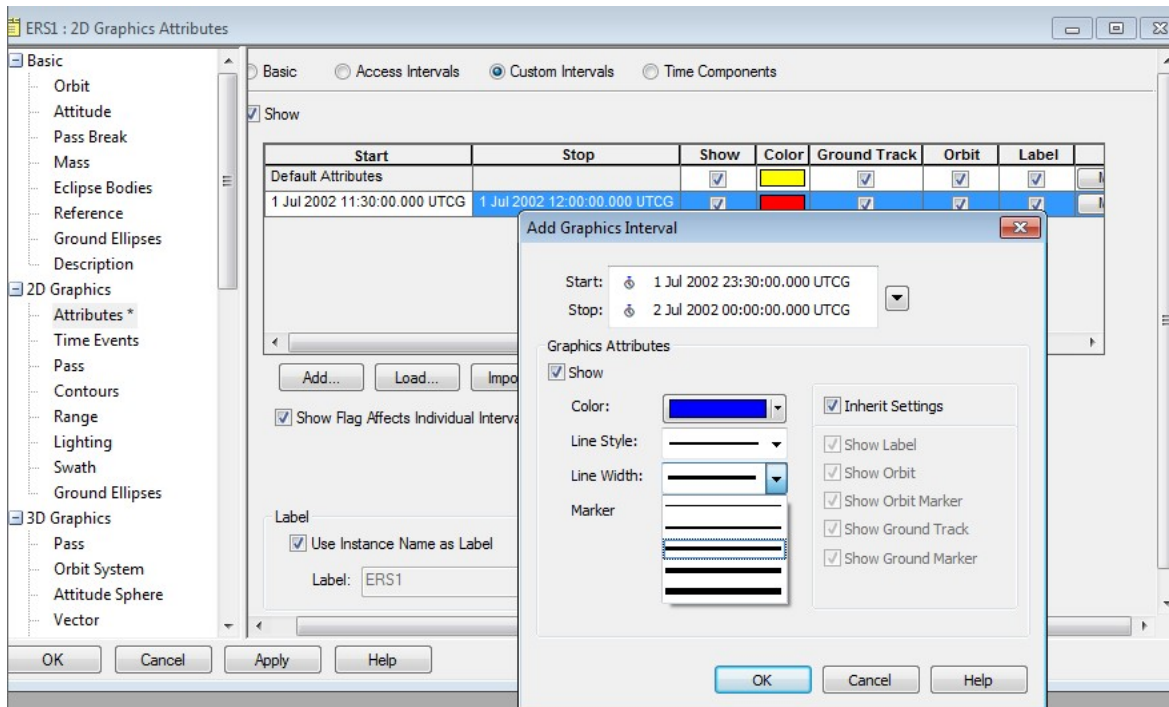 ERS1 : 2D Graphics Attributes
Basic
Orbit
Attitude
Pass Break
Mass
Eclipse Bodies
Reference
Ground Ellipses
Description
2D Graphics
Attributes *
Time Events
Pass
Contours
Range
Lighting
Swath
Ground Ellipses
3D Graphics
Pass
Orbit System
Attitude Sphere
Vector
Basic Access Intervals Custom Intervals Time Components
Show
Start Stop Show Color Ground Track Orbit Label
Default Attributes
1 Jul 2002 11:30:00.000 UTCG 1 Jul 2002 12:00:00.000 UTCG
Add... Load... Impo
Show Flag Affects Individual Interva
Label
Use Instance Name as Label
Label: ERS1
OK Cancel Apply Help
Add Graphics Interval
Start: 1 Jul 2002 23:30:00.000 UTCG
Stop: 2 Jul 2002 00:00:00.000 UTCG
Graphics Attributes
Show
Color:
Line Style:
Line Width:
Marker
Inherit Settings
Show Label
Show Orbit
Show Orbit Marker
Show Ground Track
Show Ground Marker
OK Cancel Help